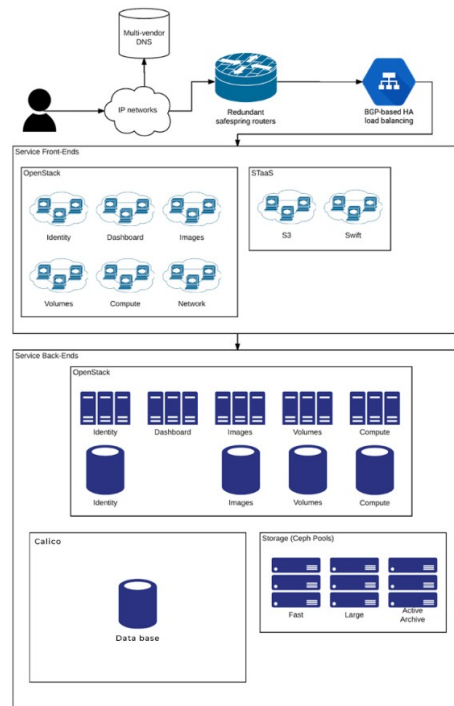 Multi-vendor
DNS
IP networks
Redundant
safespring routers
BGP-based HA
load balancing
Service Front-Ends
OpenStack
Identity
Dashboard
Images
Volumes
Compute
Network
STaaS
S3
Swift
Service Back-Ends
OpenStack
Identity
Dashboard
Images
Volumes
Compute
Identity
Images
Volumes
Compute
Calico
Data base
Storage (Ceph Pools)
Fast
Large
Active
Archive